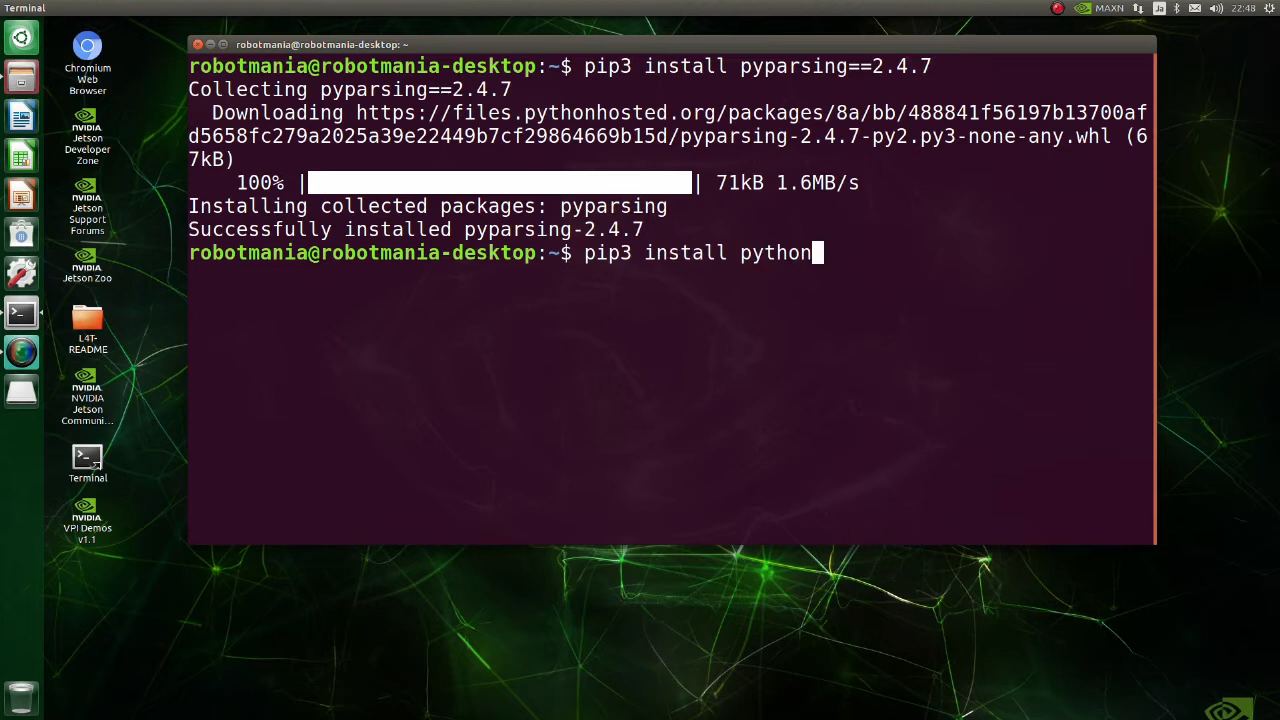 Terminal
MAXN
Ja
22:48
robotmania@robotmania-desktop: ~
robotmania@robotmania-desktop:~$ pip3 install pyparsing==2.4.7
Collecting pyparsing==2.4.7
Downloading https://files.pythonhosted.org/packages/8a/bb/488841f56197b13700af
d5658fc279a2025a39e22449b7cf29864669b15d/pyparsing-2.4.7-py2.py3-none-any.whl (6
7kB)
100% | | 71kB 1.6MB/s
Installing collected packages: pyparsing
Successfully installed pyparsing-2.4.7
robotmania@robotmania-desktop:~$ pip3 install python
Chromium
Web
Browser
NVIDIA.
Jetson
Developer
Zone
NVIDIA.
Jetson
Support
Forums
NVIDIA.
Jetson Zoo
L4T-
README
NVIDIA.
NVIDIA
Jetson
Communi...
Terminal
NVIDIA.
VPI Demos
v1.1